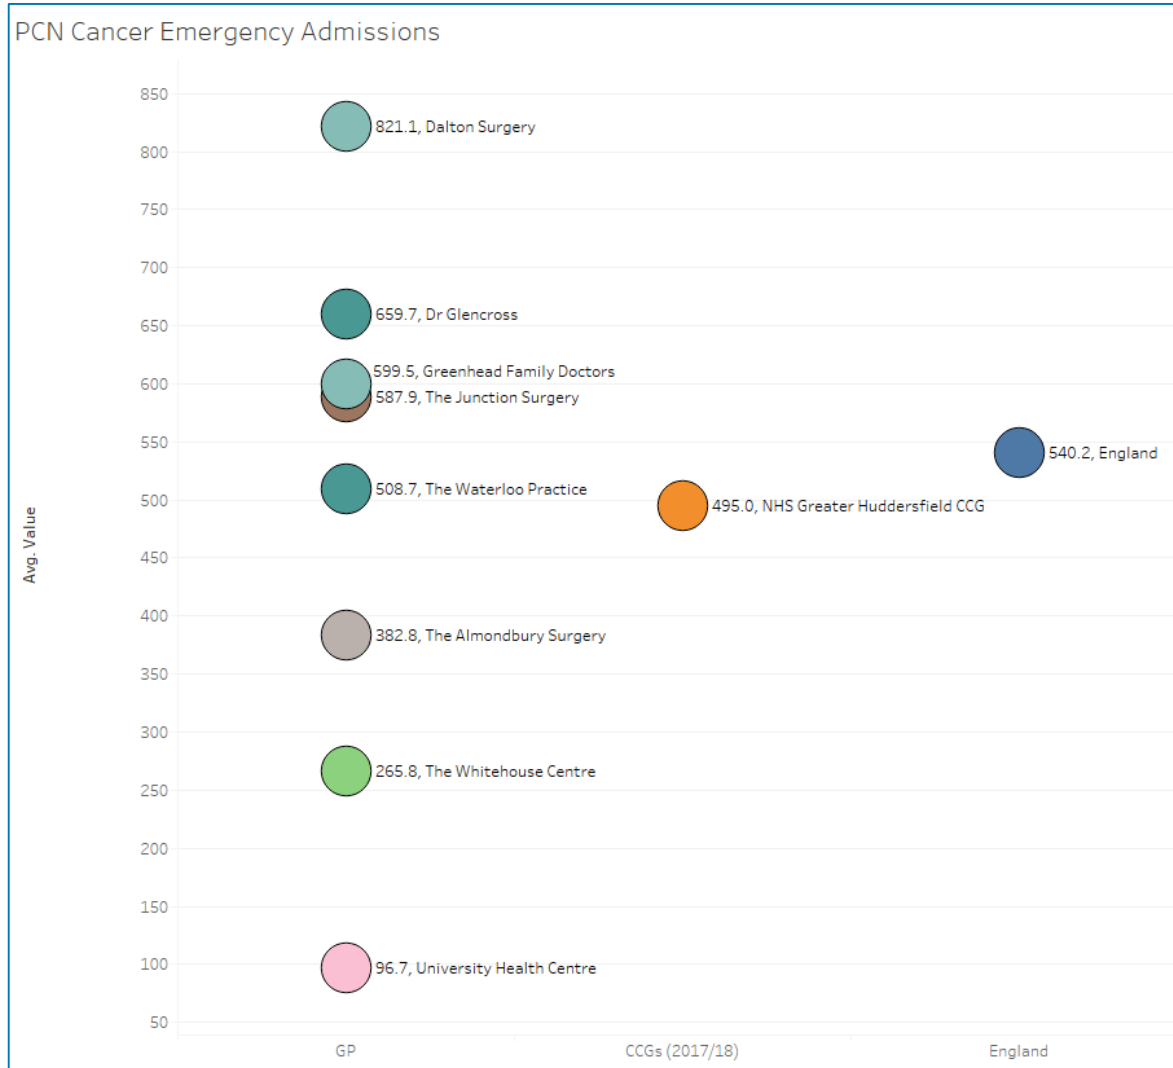 PCN Cancer Emergency Admissions
850
800
750
700
650
600
550
500
450
400
350
300
250
200
150
100
50
Avg. Value
821.1, Dalton Surgery
659.7, Dr Glencross
599.5, Greenhead Family Doctors
587.9, The Junction Surgery
508.7, The Waterloo Practice
382.8, The Almondbury Surgery
265.8, The Whitehouse Centre
96.7, University Health Centre
495.0, NHS Greater Huddersfield CCG
540.2, England
GP
CCGs (2017/18)
England